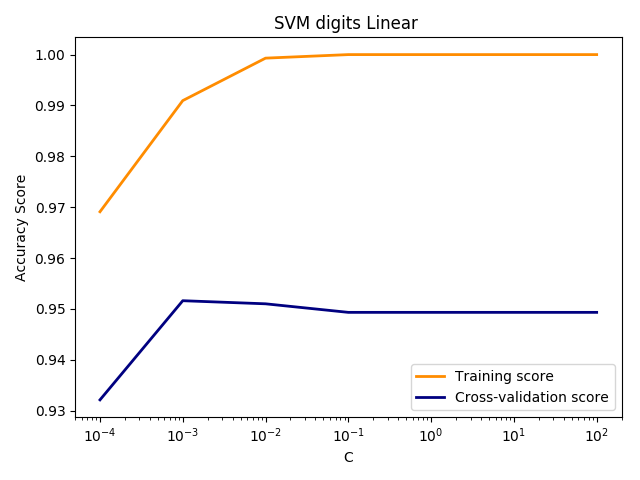 SVM digits Linear
1.00
0.99
0.98
0.97
0.96
0.95
0.94
0.93
Accuracy Score
Training score
Cross-validation score
10⁻⁴ 10⁻³ 10⁻² 10⁻¹ 10⁰ 10¹ 10²
C